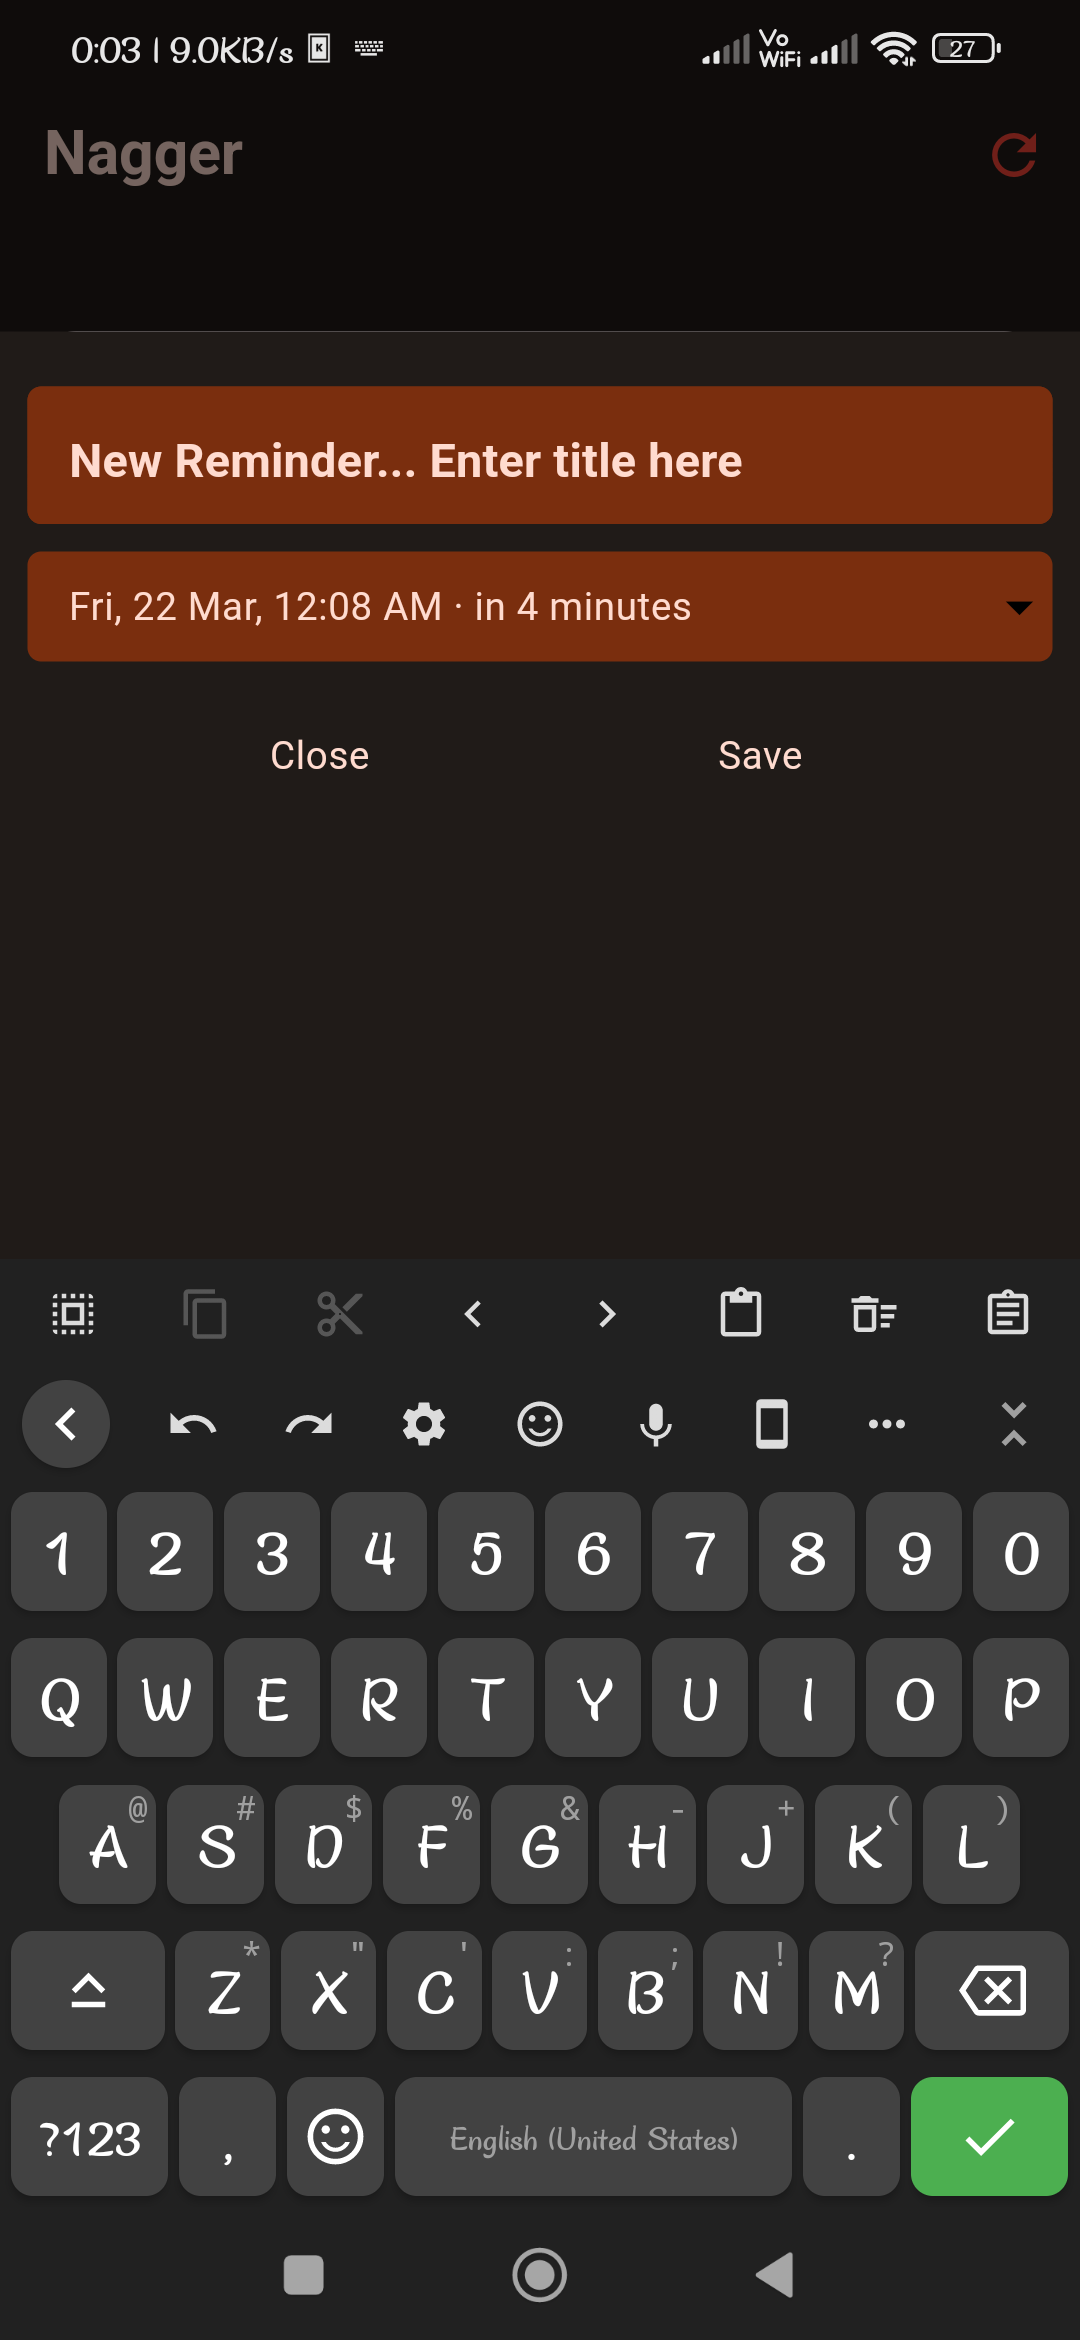 0:03 | 9.0KB/s K Vo WiFi 27
Nagger
New Reminder... Enter title here
Fri, 22 Mar, 12:08 AM · in 4 minutes
Close Save
1 2 3 4 5 6 7 8 9 0
Q W E R T Y U I O P
@ # $ % & - + ( )
A S D F G H J K L
* " ' : ; ! ?
Z X C V B N M
?123 , English (United States) .